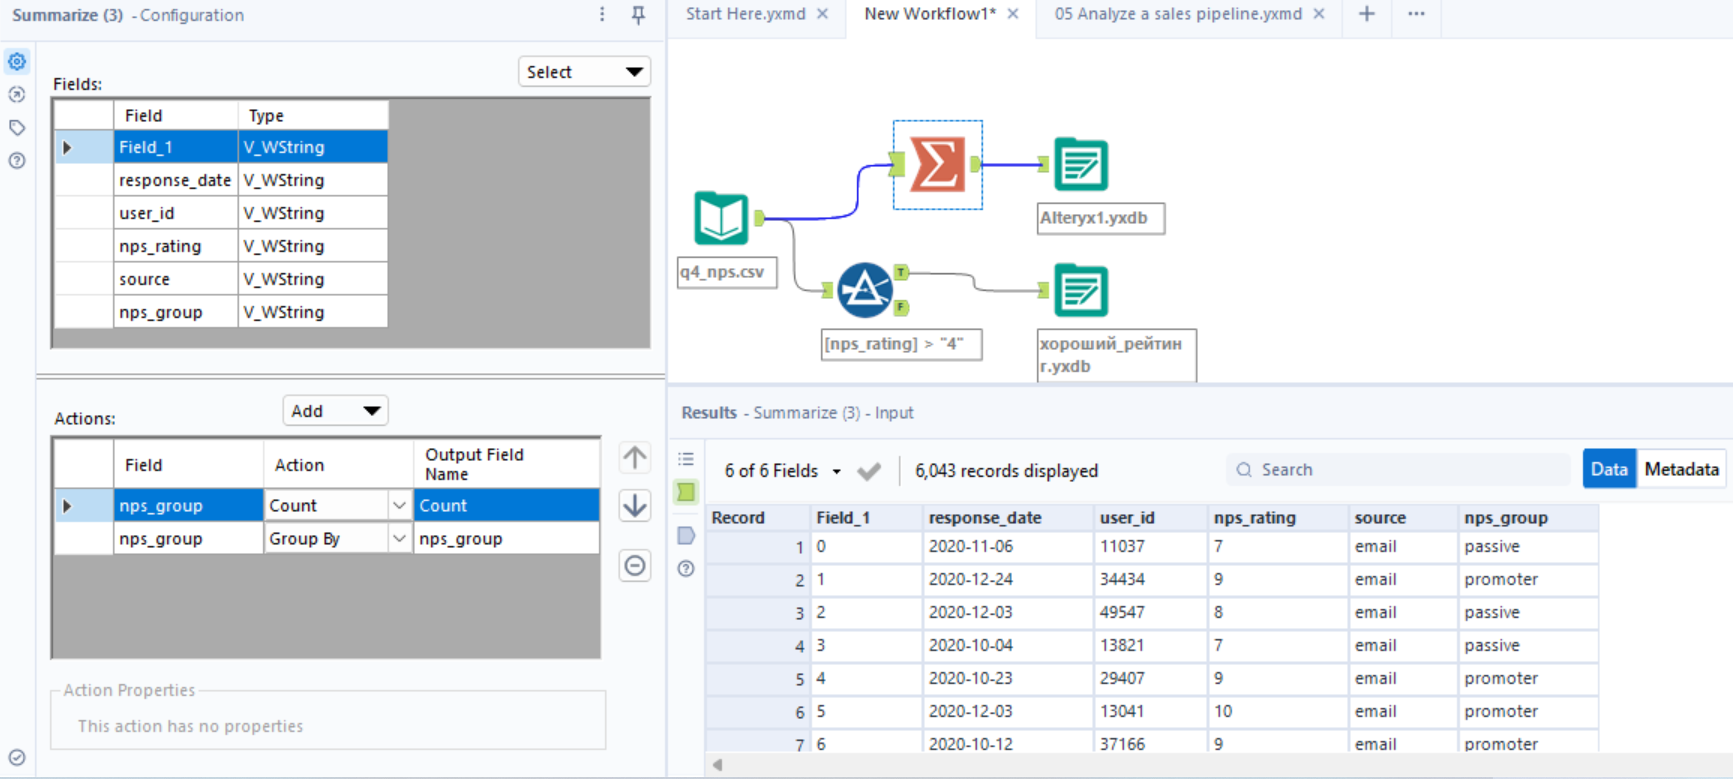 Summarize (3) - Configuration
Fields:
Select
Field Type
Field_1 V_WString
response_date V_WString
user_id V_WString
nps_rating V_WString
source V_WString
nps_group V_WString
Actions:
Add
Field Action Output Field Name
nps_group Count Count
nps_group Group By nps_group
Action Properties
This action has no properties
Start Here.yxmd
New Workflow1*
05 Analyze a sales pipeline.yxmd
q4_nps.csv
Alteryx1.yxdb
T
F
[nps_rating] > "4"
хороший_рейтин
г.yxdb
Results - Summarize (3) - Input
6 of 6 Fields
6,043 records displayed
Search
Data
Metadata
Record Field_1 response_date user_id nps_rating source nps_group
1 0 2020-11-06 11037 7 email passive
2 1 2020-12-24 34434 9 email promoter
3 2 2020-12-03 49547 8 email passive
4 3 2020-10-04 13821 7 email passive
5 4 2020-10-23 29407 9 email promoter
6 5 2020-12-03 13041 10 email promoter
7 6 2020-10-12 37166 9 email promoter